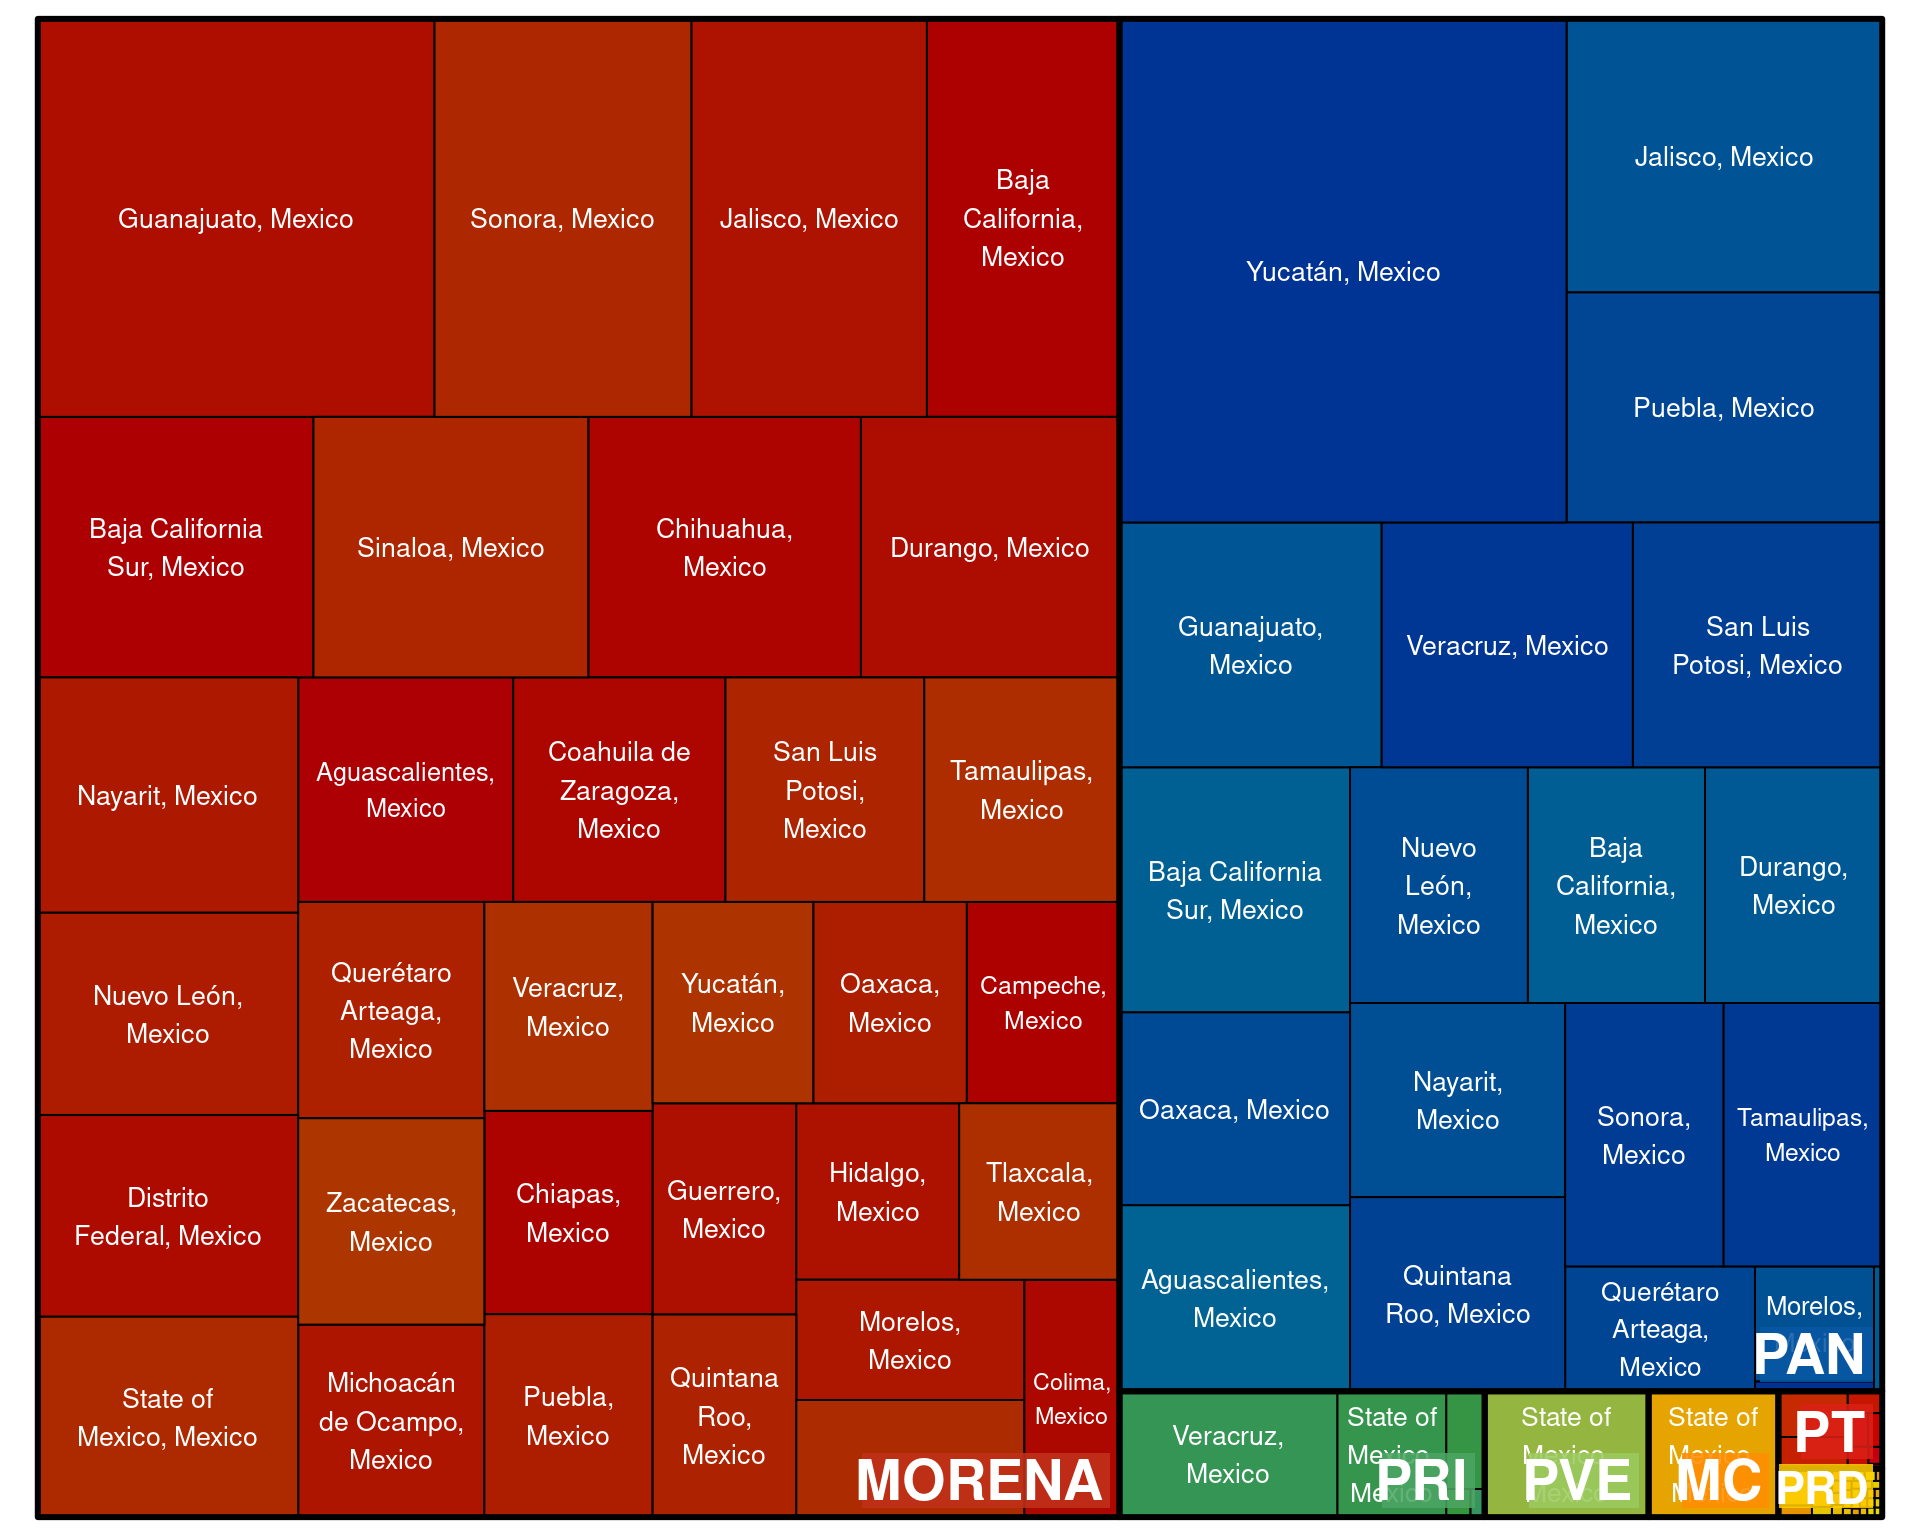 Guanajuato, Mexico
Sonora, Mexico
Jalisco, Mexico
Baja
California,
Mexico
Baja California
Sur, Mexico
Sinaloa, Mexico
Chihuahua,
Mexico
Durango, Mexico
Nayarit, Mexico
Aguascalientes,
Mexico
Coahuila de
Zaragoza,
Mexico
San Luis
Potosi,
Mexico
Tamaulipas,
Mexico
Nuevo León,
Mexico
Querétaro
Arteaga,
Mexico
Veracruz,
Mexico
Yucatán,
Mexico
Oaxaca,
Mexico
Campeche,
Mexico
Distrito
Federal, Mexico
Zacatecas,
Mexico
Chiapas,
Mexico
Guerrero,
Mexico
Hidalgo,
Mexico
Tlaxcala,
Mexico
State of
Mexico, Mexico
Michoacán
de Ocampo,
Mexico
Puebla,
Mexico
Quintana
Roo,
Mexico
Morelos,
Mexico
Colima,
Mexico
MORENA
Yucatán, Mexico
Jalisco, Mexico
Puebla, Mexico
Guanajuato,
Mexico
Veracruz, Mexico
San Luis
Potosi, Mexico
Baja California
Sur, Mexico
Nuevo
León,
Mexico
Baja
California,
Mexico
Durango,
Mexico
Oaxaca, Mexico
Nayarit,
Mexico
Sonora,
Mexico
Tamaulipas,
Mexico
Aguascalientes,
Mexico
Quintana
Roo, Mexico
Querétaro
Arteaga,
Mexico
Morelos,
PAN
Veracruz,
Mexico
State of
Mexico,
Mexico
PRI
State of
Mexico,
Mexico
PVE
State of
Mexico,
MC
PT
PRD